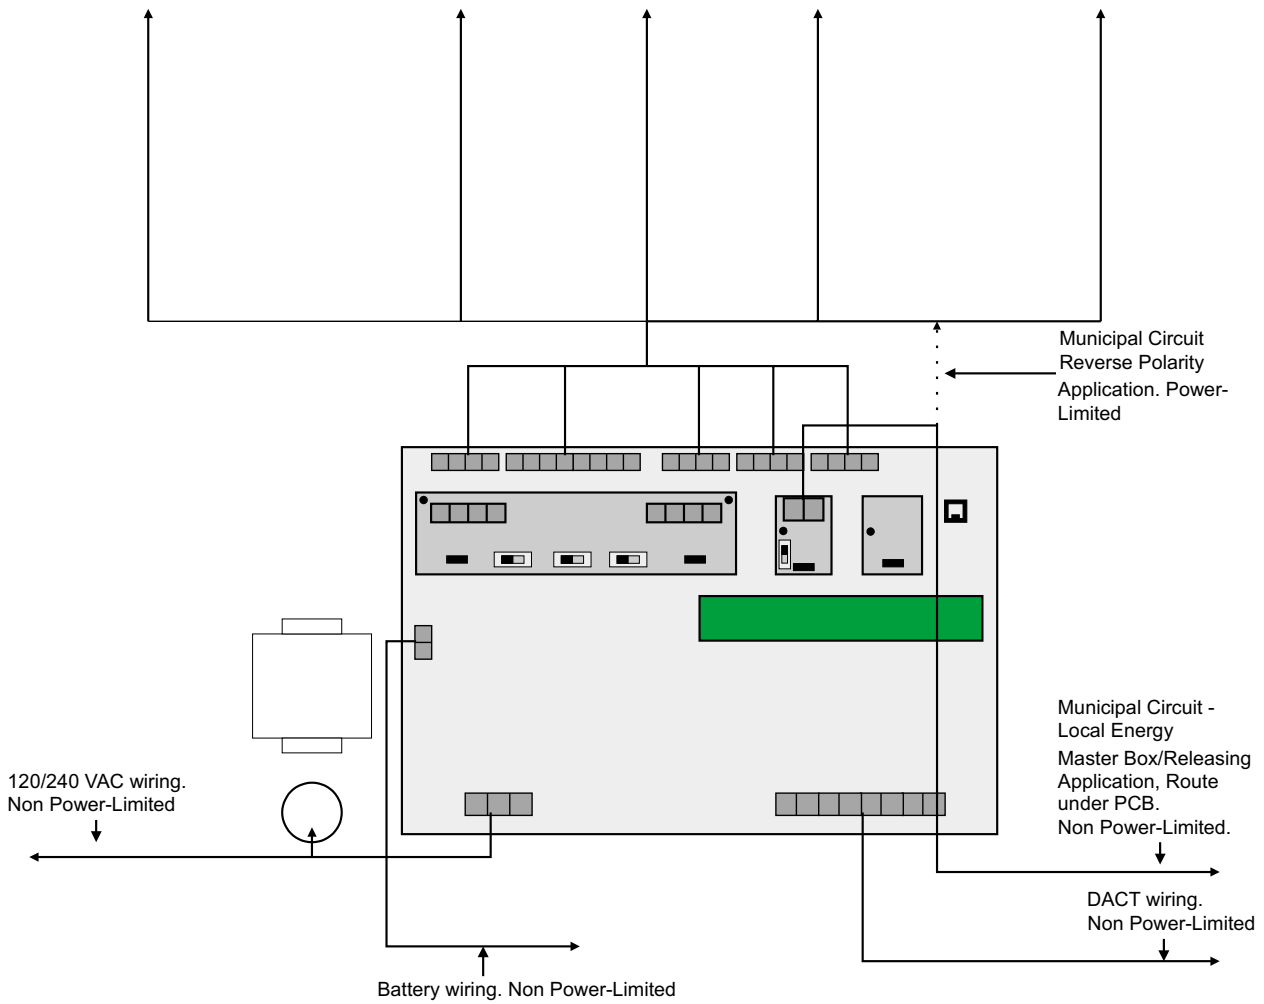 Municipal Circuit
Reverse Polarity
Application. Power-
Limited
Municipal Circuit -
Local Energy
Master Box/Releasing
Application, Route
under PCB.
Non Power-Limited.
120/240 VAC wiring.
Non Power-Limited
DACT wiring.
Non Power-Limited
Battery wiring. Non Power-Limited